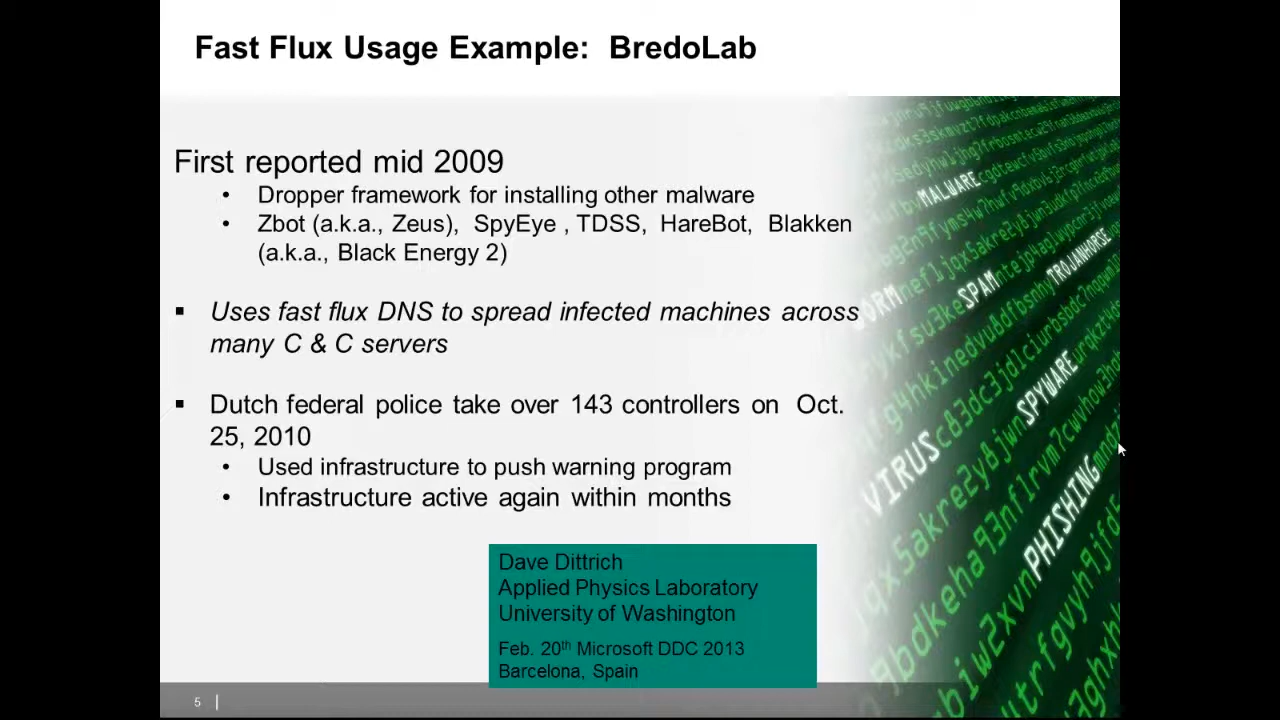 Fast Flux Usage Example: BredoLab
First reported mid 2009
• Dropper framework for installing other malware
• Zbot (a.k.a., Zeus), SpyEye , TDSS, HareBot, Blakken
(a.k.a., Black Energy 2)
▪ Uses fast flux DNS to spread infected machines across
many C & C servers
▪ Dutch federal police take over 143 controllers on Oct.
25, 2010
• Used infrastructure to push warning program
• Infrastructure active again within months
Dave Dittrich
Applied Physics Laboratory
University of Washington
Feb. 20th Microsoft DDC 2013
Barcelona, Spain
5
MALWARE
SPAM
TROJANHORSE
SPYWARE
VIRUS
PHISHING